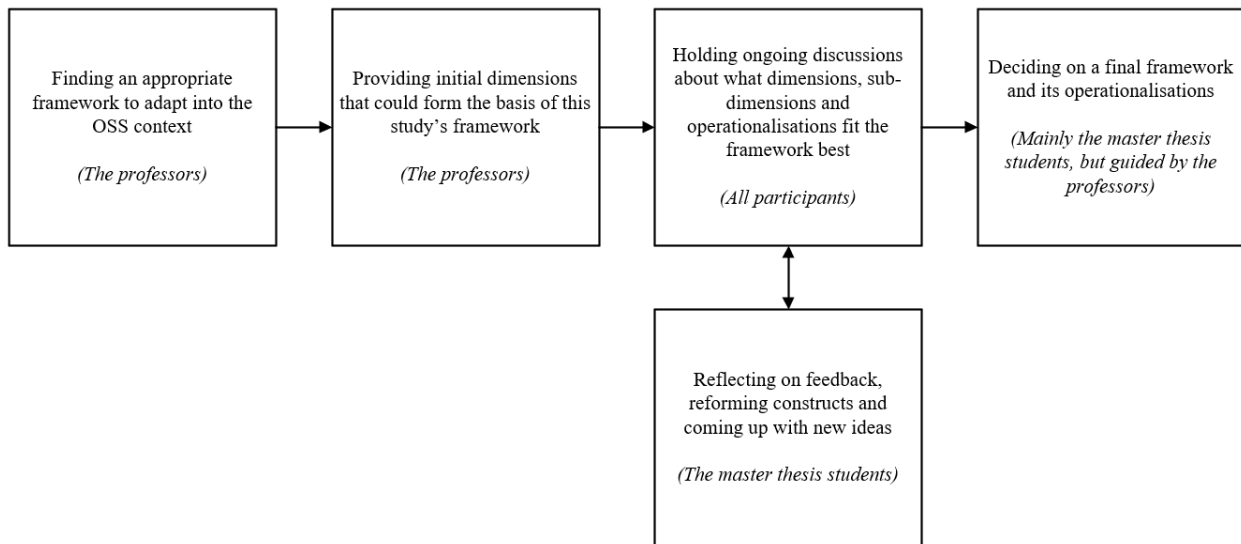 Finding an appropriate
framework to adapt into the
OSS context
(The professors)
Providing initial dimensions
that could form the basis of this
study’s framework
(The professors)
Holding ongoing discussions
about what dimensions, sub-
dimensions and
operationalisations fit the
framework best
(All participants)
Deciding on a final framework
and its operationalisations
(Mainly the master thesis
students, but guided by the
professors)
Reflecting on feedback,
reforming constructs and
coming up with new ideas
(The master thesis students)